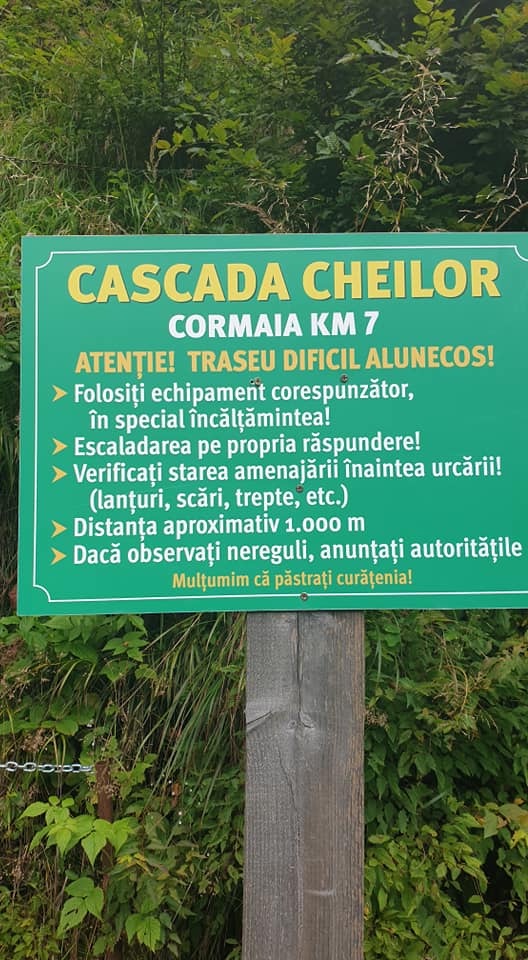 CASCADA CHEILOR
CORMAIA KM 7
ATENȚIE! TRASEU DIFICIL ALUNECOS!
➤ Folosiți echipament corespunzător,
în special încălțămintea!
➤ Escaladarea pe propria răspundere!
➤ Verificați starea amenajării înaintea urcării!
(lanțuri, scări, trepte, etc.)
➤ Distanța aproximativ 1.000 m
➤ Dacă observați nereguli, anunțați autoritățile
Mulțumim că păstrați curățenia!